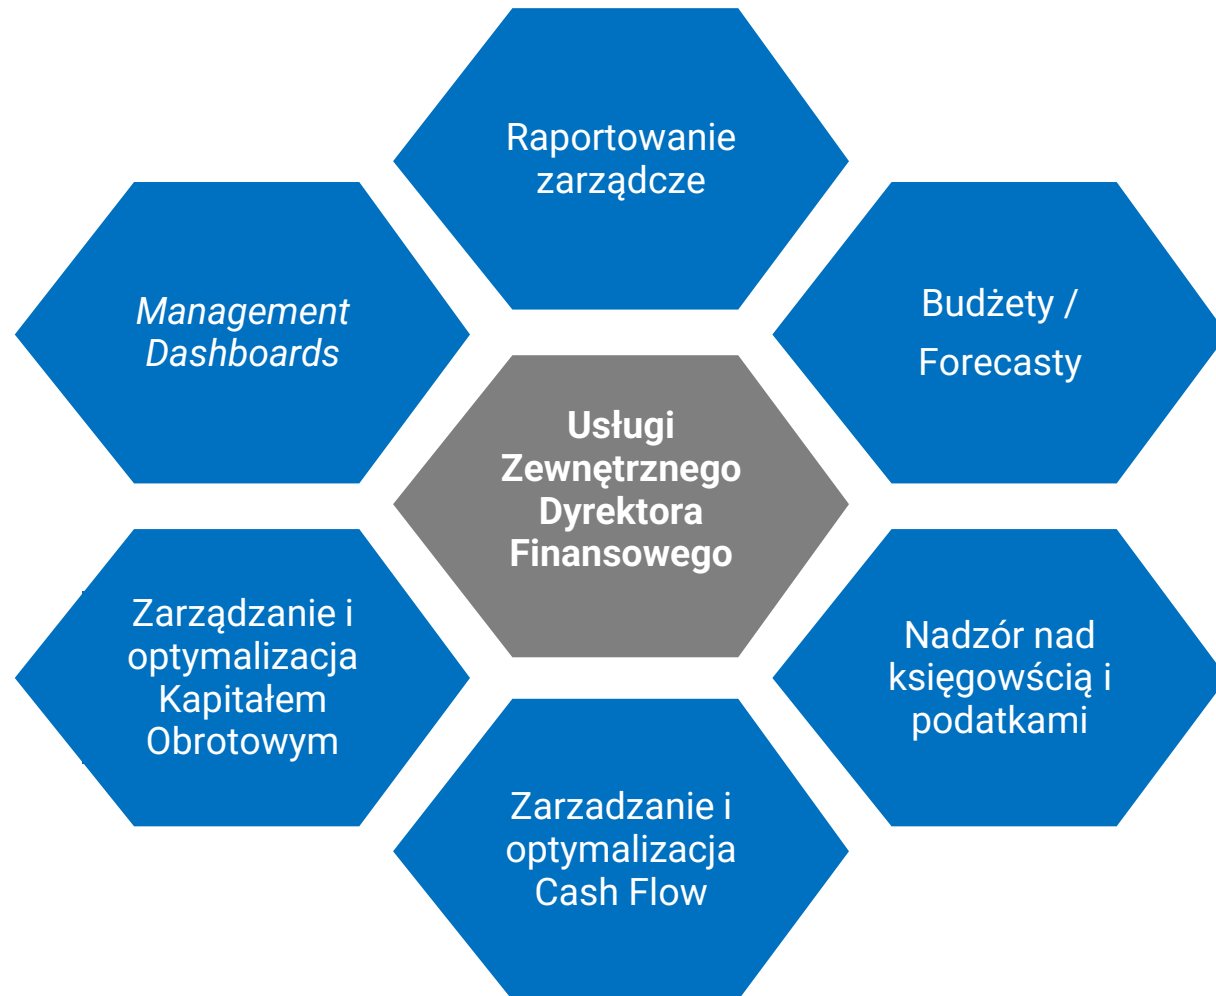 Raportowanie
zarządcze
Management
Dashboards
Budżety /
Forecasty
Usługi
Zewnętrznego
Dyrektora
Finansowego
Zarządzanie i
optymalizacja
Kapitałem
Obrotowym
Nadzór nad
księgowścią i
podatkami
Zarzadzanie i
optymalizacja
Cash Flow